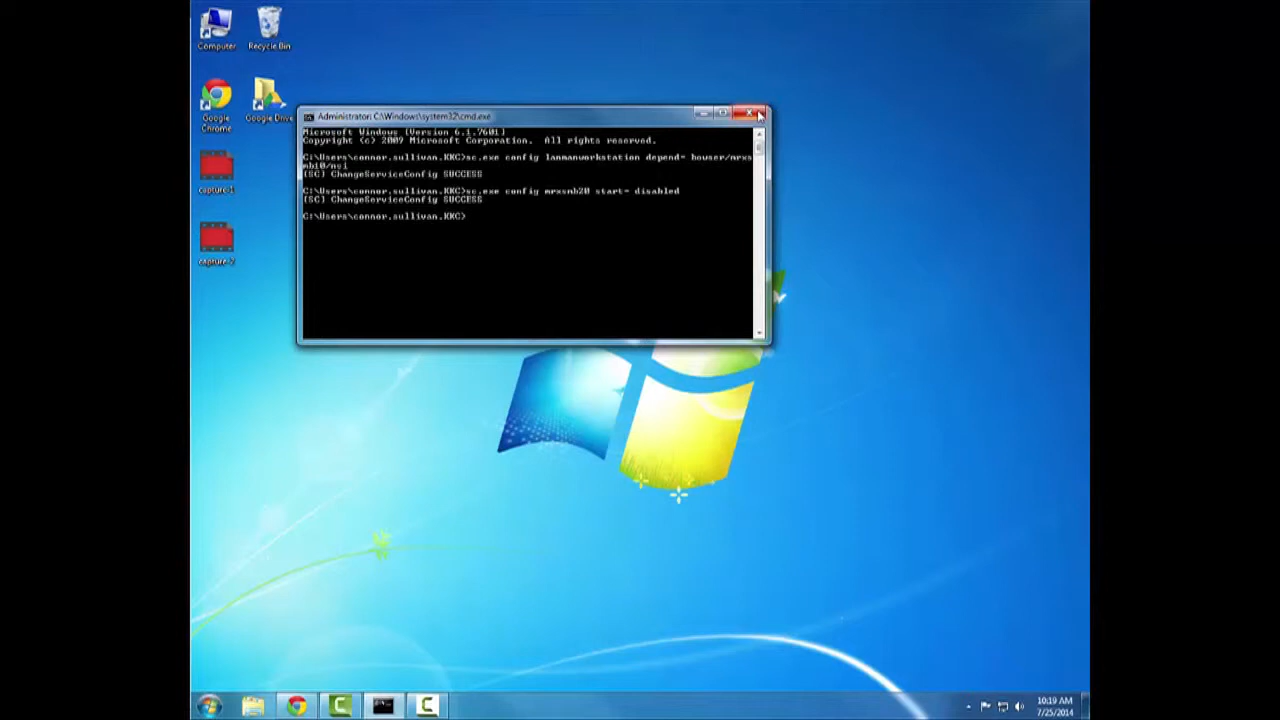 Computer
Recycle Bin
Google Chrome
Google Drive
capture-1
capture-2
Administrator: C:\Windows\system32\cmd.exe
Microsoft Windows [Version 6.1.7601]
Copyright (c) 2009 Microsoft Corporation.  All rights reserved.
C:\Users\connor.sullivan.KKC>sc.exe config lanmanworkstation depend= bowser/mrxs
mb10/nsi
[SC] ChangeServiceConfig SUCCESS
C:\Users\connor.sullivan.KKC>sc.exe config mrxsmb20 start= disabled
[SC] ChangeServiceConfig SUCCESS
C:\Users\connor.sullivan.KKC>
10:19 AM
7/25/2014